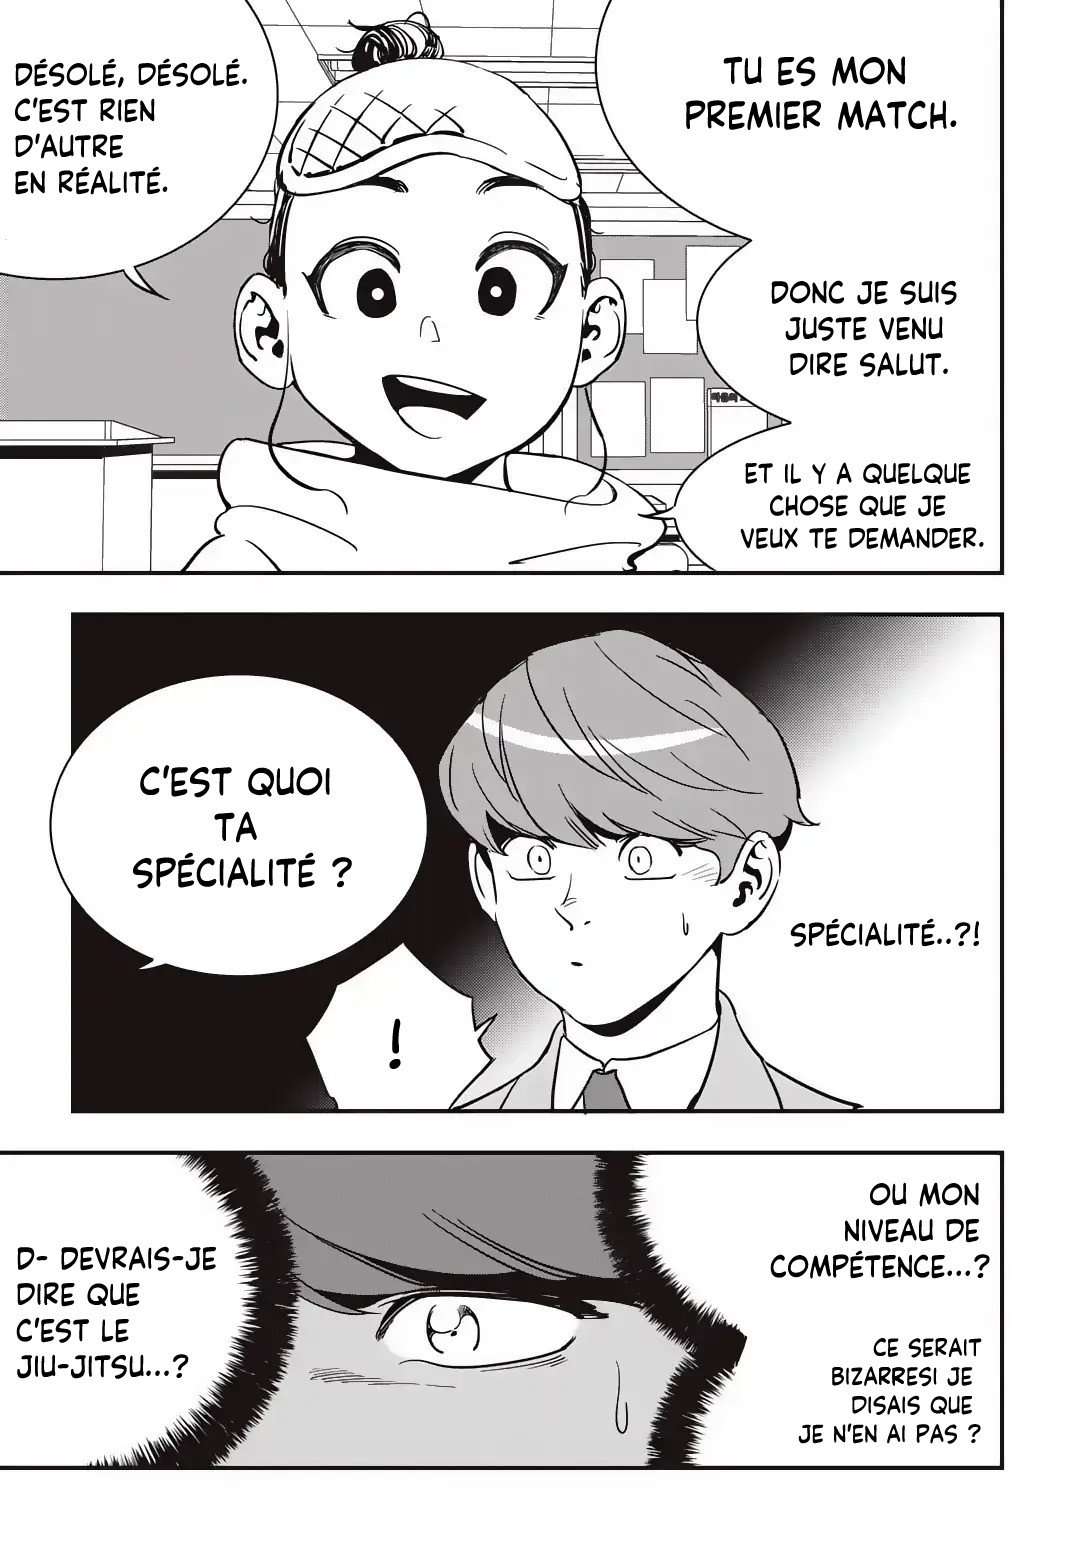 DÉSOLÉ, DÉSOLÉ.
C'EST RIEN
D'AUTRE
EN RÉALITÉ.
TU ES MON
PREMIER MATCH.
DONC JE SUIS
JUSTE VENU
DIRE SALUT.
ET IL Y A QUELQUE
CHOSE QUE JE
VEUX TE DEMANDER.
C'EST QUOI
TA
SPÉCIALITÉ ?
!
SPÉCIALITÉ..?!
D- DEVRAIS-JE
DIRE QUE
C'EST LE
JIU-JITSU...?
OU MON
NIVEAU DE
COMPÉTENCE...?
CE SERAIT
BIZARRESI JE
DISAIS QUE
JE N'EN AI PAS ?